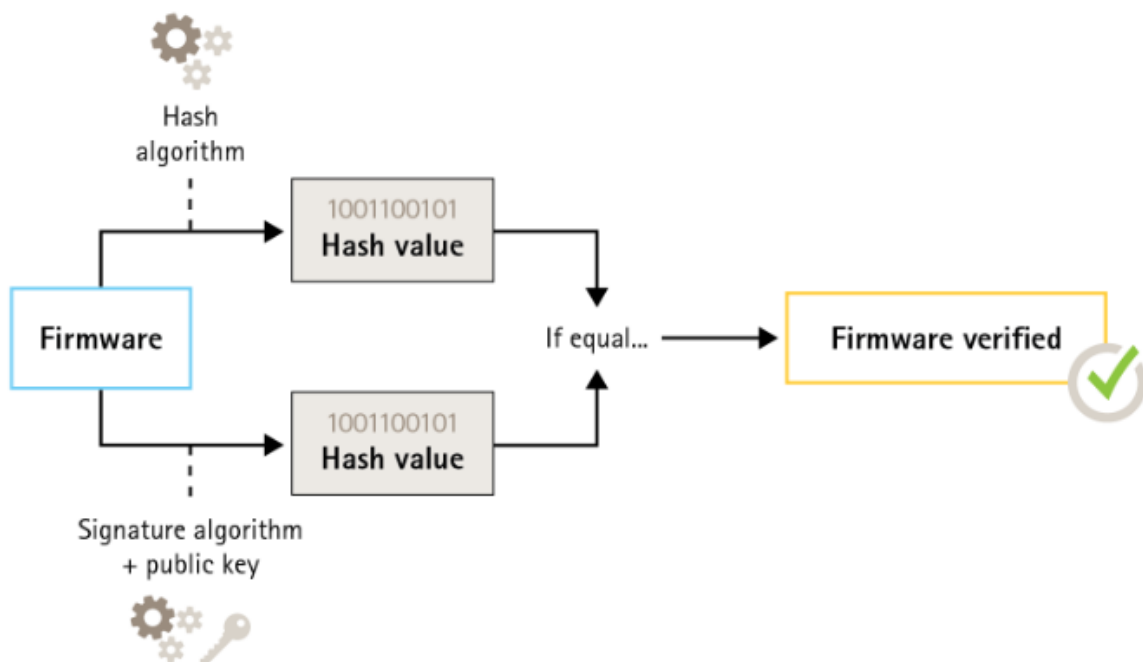 Hash
algorithm
1001100101
Hash value
Firmware
If equal...
Firmware verified
1001100101
Hash value
Signature algorithm
+ public key